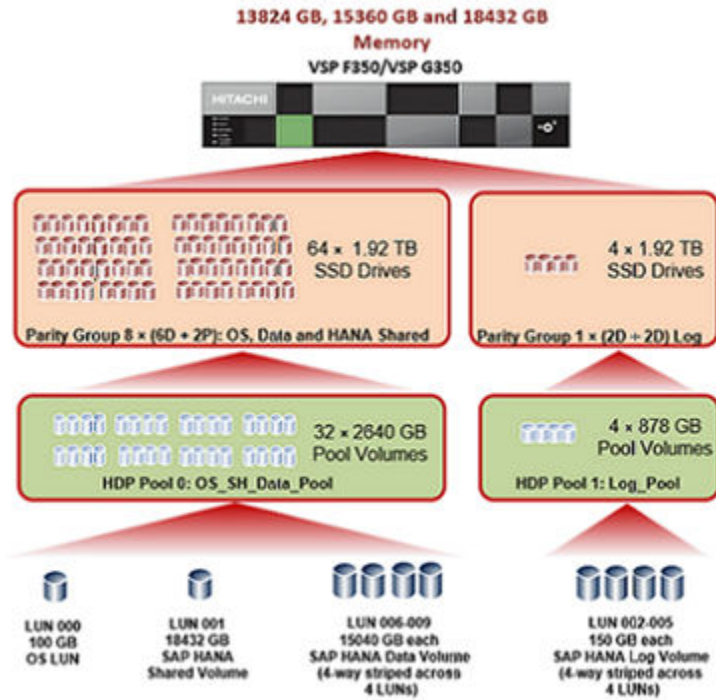 13824 GB, 15360 GB and 18432 GB
Memory
VSP F350/VSP G350
HITACHI
64 × 1.92 TB
SSD Drives
Parity Group 8 × (6D + 2P): OS, Data and HANA Shared
4 × 1.92 TB
SSD Drives
Parity Group 1 × (2D + 2D) Log
32 × 2640 GB
Pool Volumes
HDP Pool 0: OS_SH_Data_Pool
4 × 878 GB
Pool Volumes
HDP Pool 1: Log_Pool
LUN 000
100 GB
OS LUN
LUN 001
18432 GB
SAP HANA
Shared Volume
LUN 006-009
15040 GB each
SAP HANA Data Volume
(4-way striped across
4 LUNs)
LUN 002-005
150 GB each
SAP HANA Log Volume
(4-way striped across
4 LUNs)